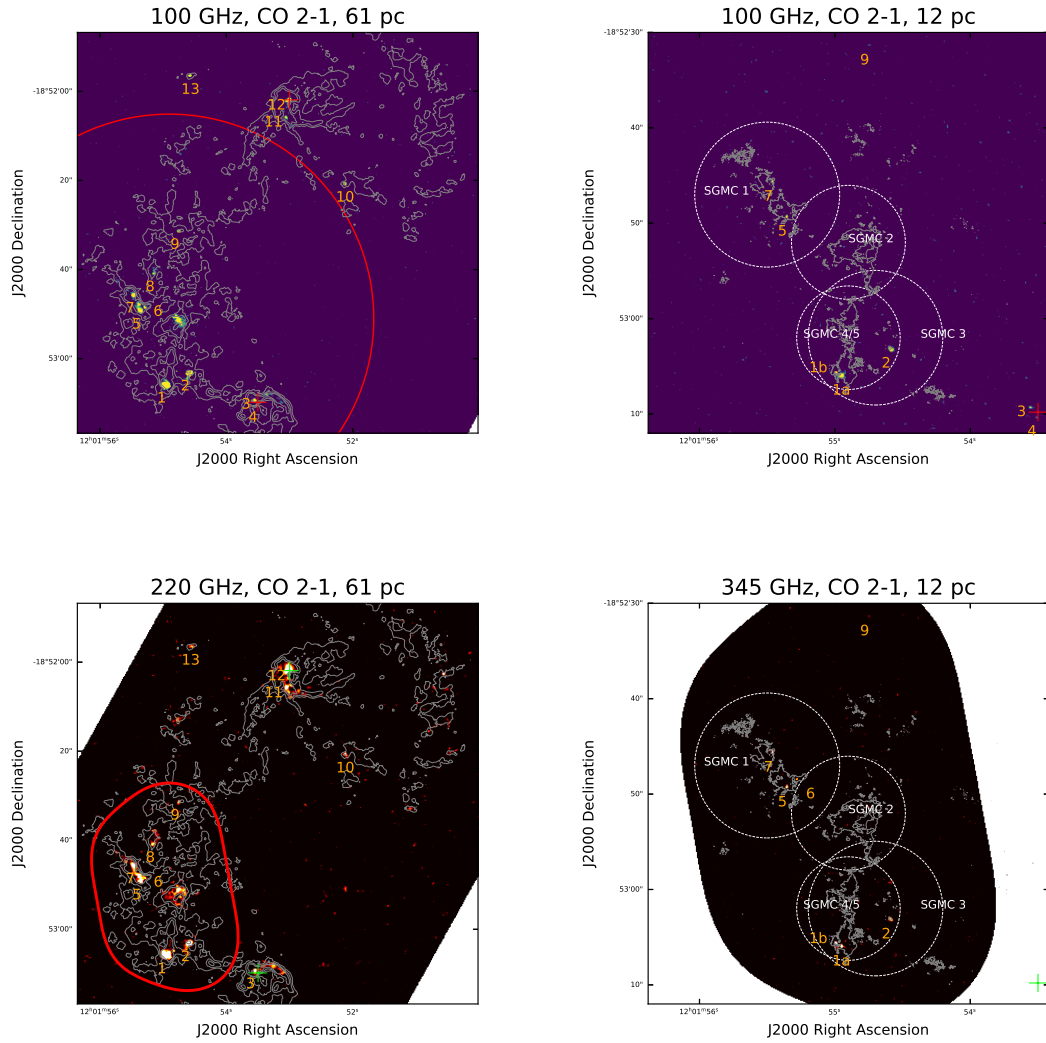 100 GHz, CO 2-1, 61 pc
-18°52'00"
20"
40"
53'00"
12ʰ01ᵐ56ˢ
54ˢ
52ˢ
J2000 Declination
J2000 Right Ascension
13
12
11
10
9
8
7
6
5
2
1
3
4
100 GHz, CO 2-1, 12 pc
-18°52'30"
40"
50"
53'00"
10"
12ʰ01ᵐ56ˢ
55ˢ
54ˢ
J2000 Declination
J2000 Right Ascension
9
SGMC 1
7
5
SGMC 2
SGMC 4/5
SGMC 3
2
1b
1a
3
4
220 GHz, CO 2-1, 61 pc
-18°52'00"
20"
40"
53'00"
12ʰ01ᵐ56ˢ
54ˢ
52ˢ
J2000 Declination
J2000 Right Ascension
13
12
11
10
9
8
7
6
5
2
1
3
345 GHz, CO 2-1, 12 pc
-18°52'30"
40"
50"
53'00"
10"
12ʰ01ᵐ56ˢ
55ˢ
54ˢ
J2000 Declination
J2000 Right Ascension
9
SGMC 1
7
6
5
SGMC 2
SGMC 4/5
SGMC 3
2
1b
1a